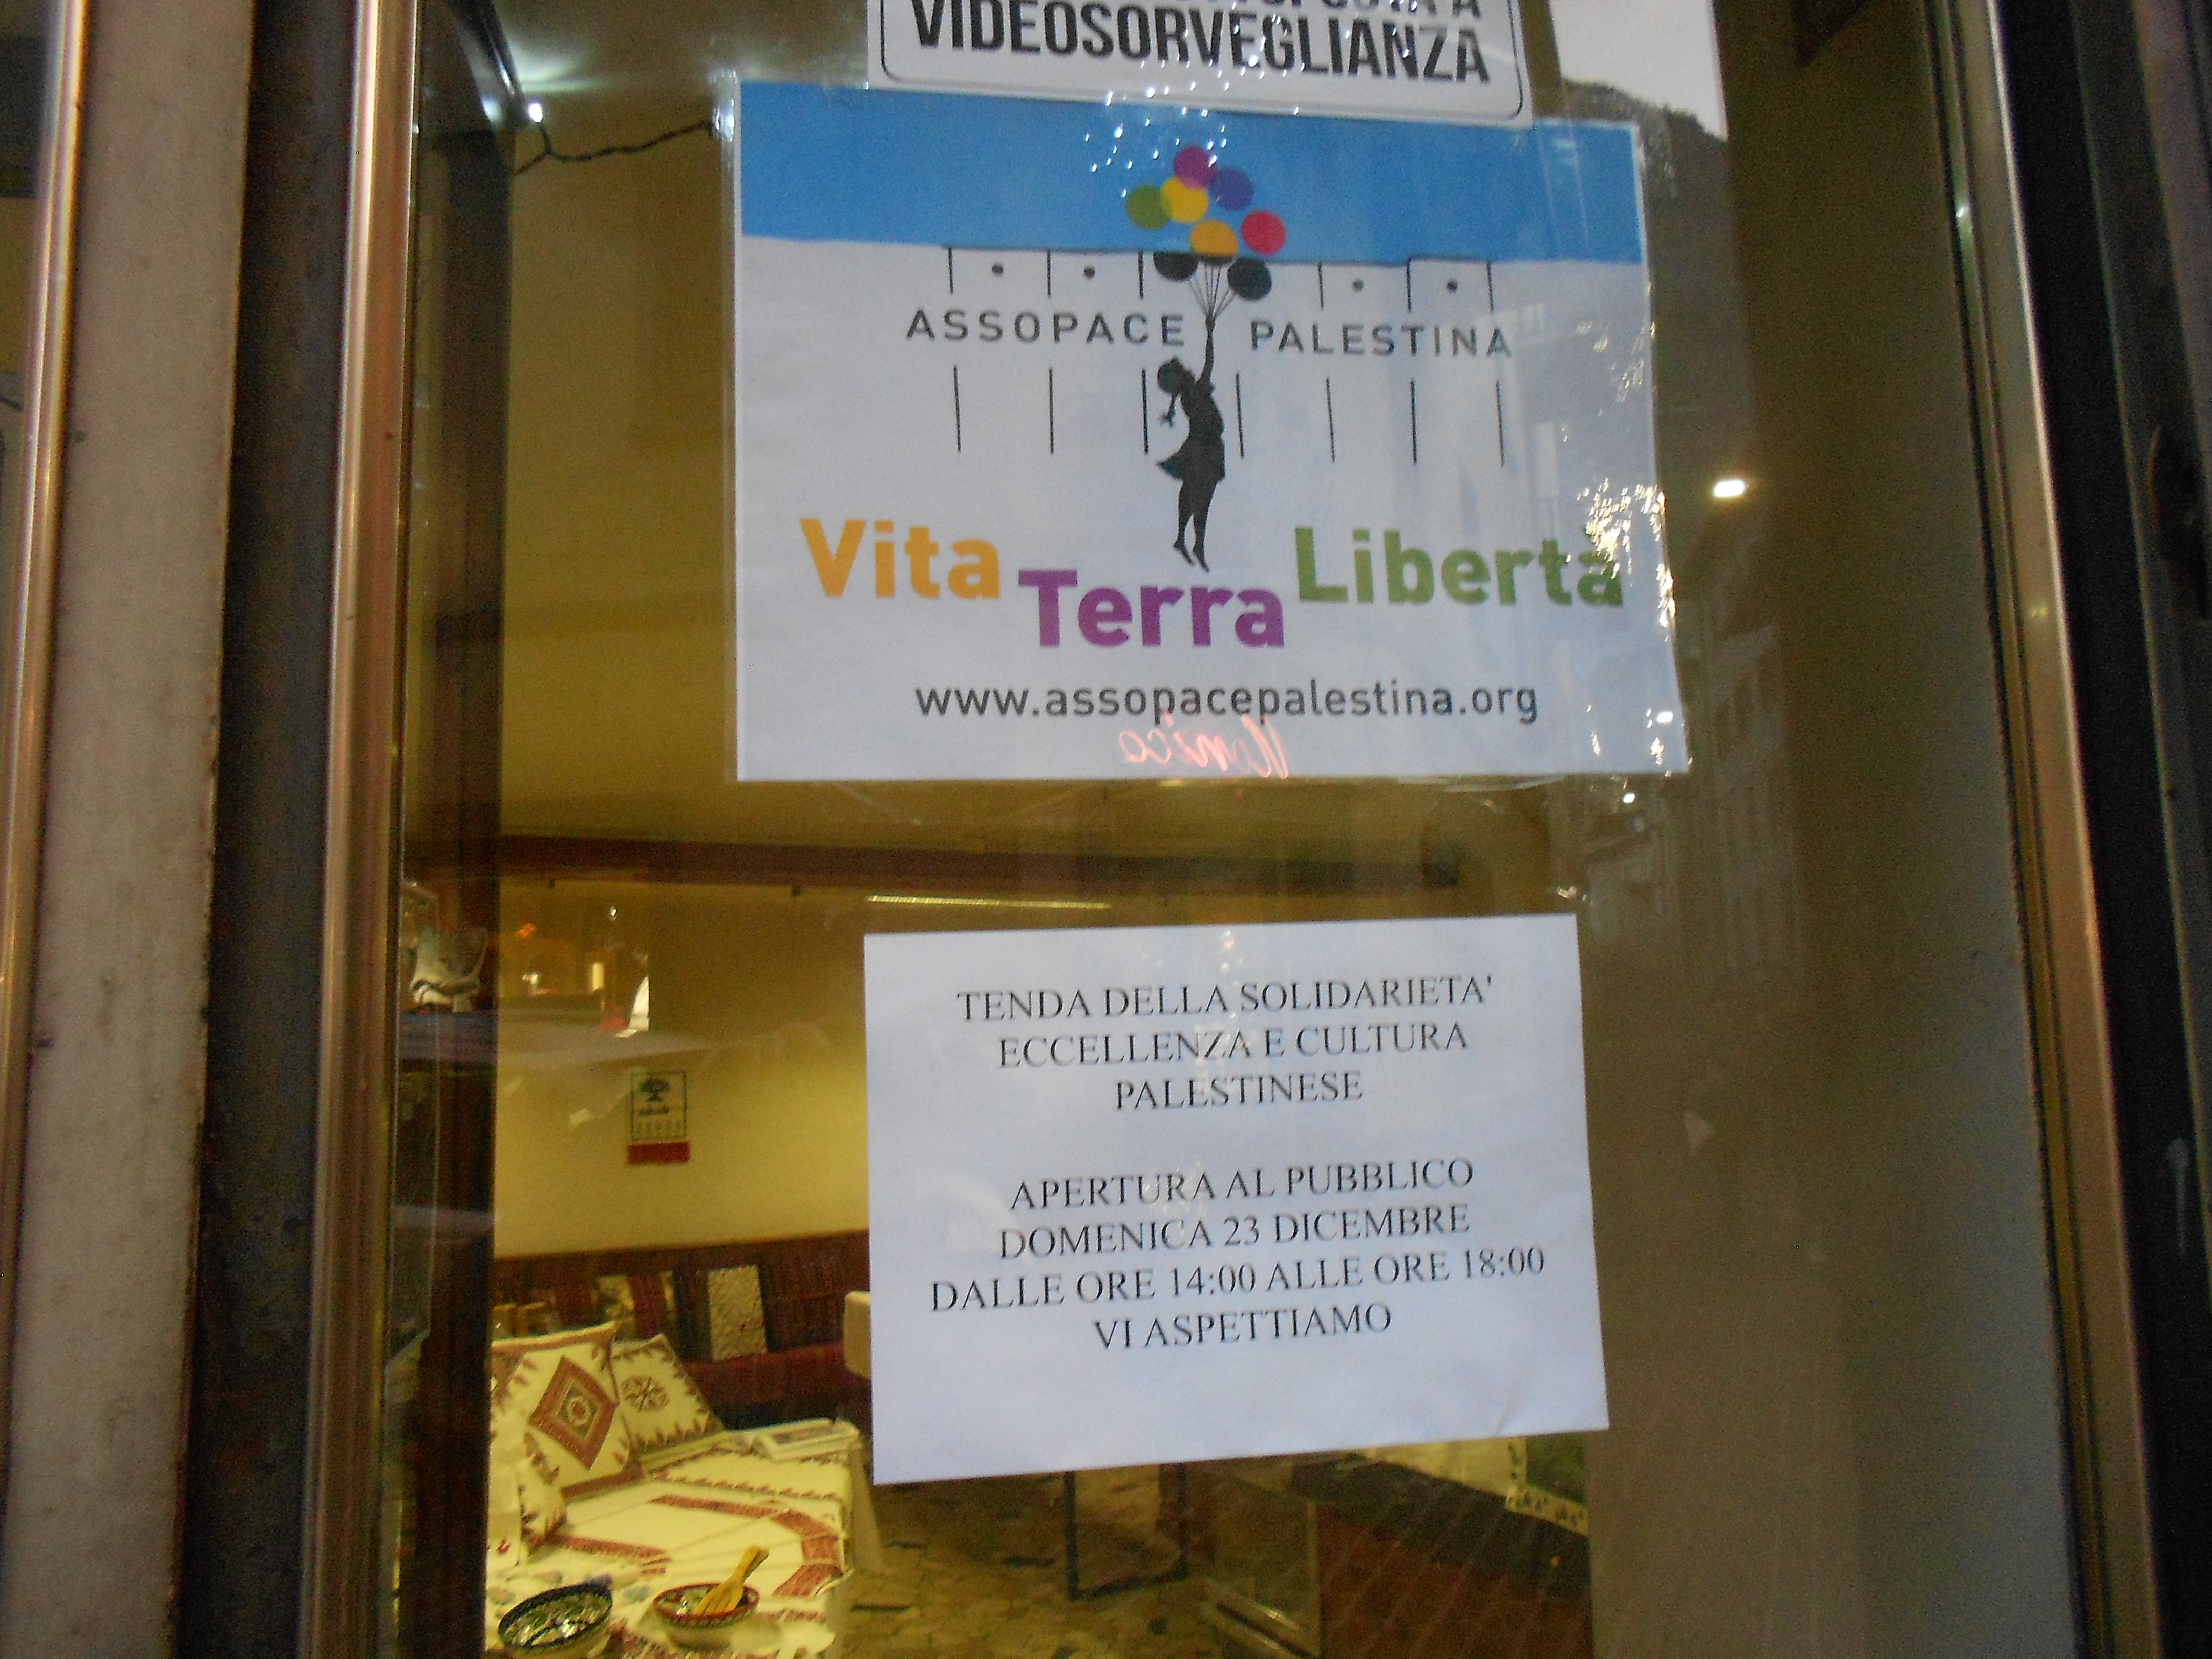 VIDEOSORVEGLIANZA
ASSOPACE PALESTINA
Vita Terra Libertà
www.assopacepalestina.org
Monica
TENDA DELLA SOLIDARIETA'
ECCELLENZA E CULTURA
PALESTINESE
APERTURA AL PUBBLICO
DOMENICA 23 DICEMBRE
DALLE ORE 14:00 ALLE ORE 18:00
VI ASPETTIAMO